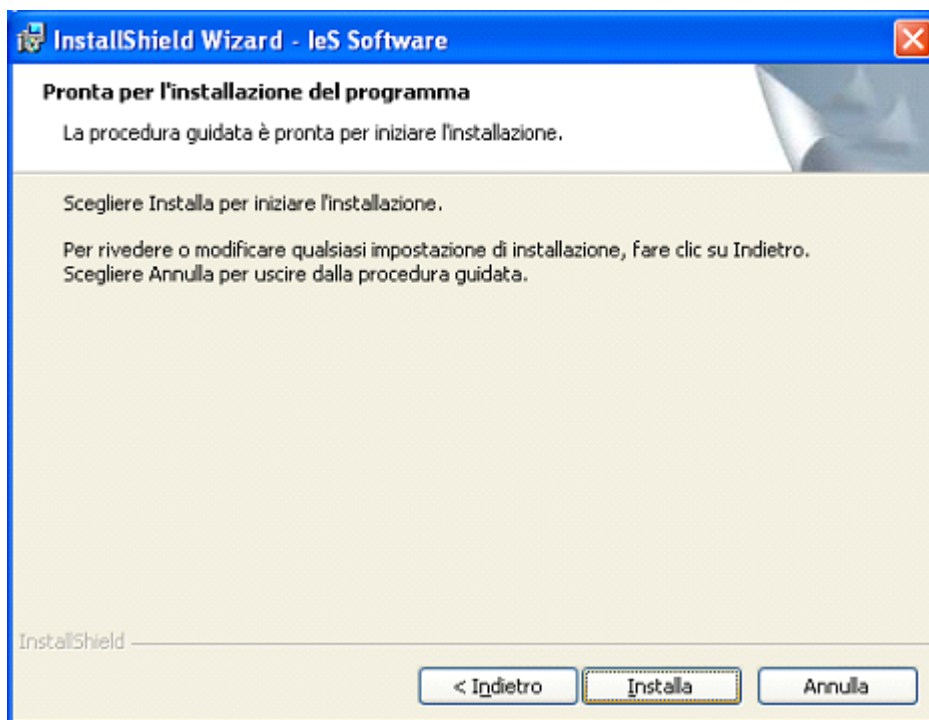 InstallShield Wizard - IeS Software
Pronta per l'installazione del programma
La procedura guidata è pronta per iniziare l'installazione.
Scegliere Installa per iniziare l'installazione.
Per rivedere o modificare qualsiasi impostazione di installazione, fare clic su Indietro.
Scegliere Annulla per uscire dalla procedura guidata.
InstallShield
< Indietro
Installa
Annulla